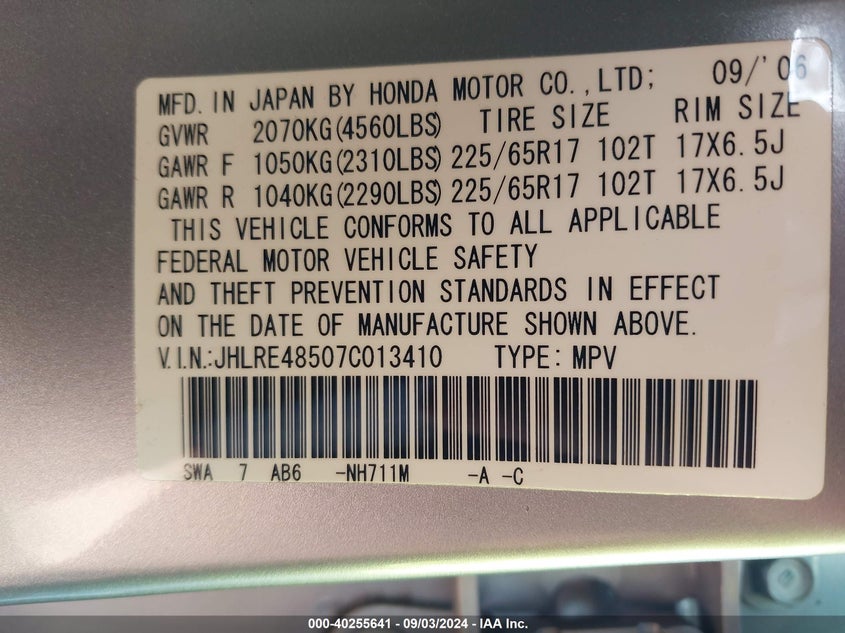 MFD. IN JAPAN BY HONDA MOTOR CO.,LTD; 09/'06
GVWR 2070KG(4560LBS) TIRE SIZE RIM SIZE
GAWR F 1050KG(2310LBS) 225/65R17 102T 17X6.5J
GAWR R 1040KG(2290LBS) 225/65R17 102T 17X6.5J
THIS VEHICLE CONFORMS TO ALL APPLICABLE
FEDERAL MOTOR VEHICLE SAFETY
AND THEFT PREVENTION STANDARDS IN EFFECT
ON THE DATE OF MANUFACTURE SHOWN ABOVE.
V.I.N.:JHLRE48507C013410 TYPE: MPV
SWA 7 AB6 -NH711M -A -C
000-40255641 - 09/03/2024 - IAA Inc.